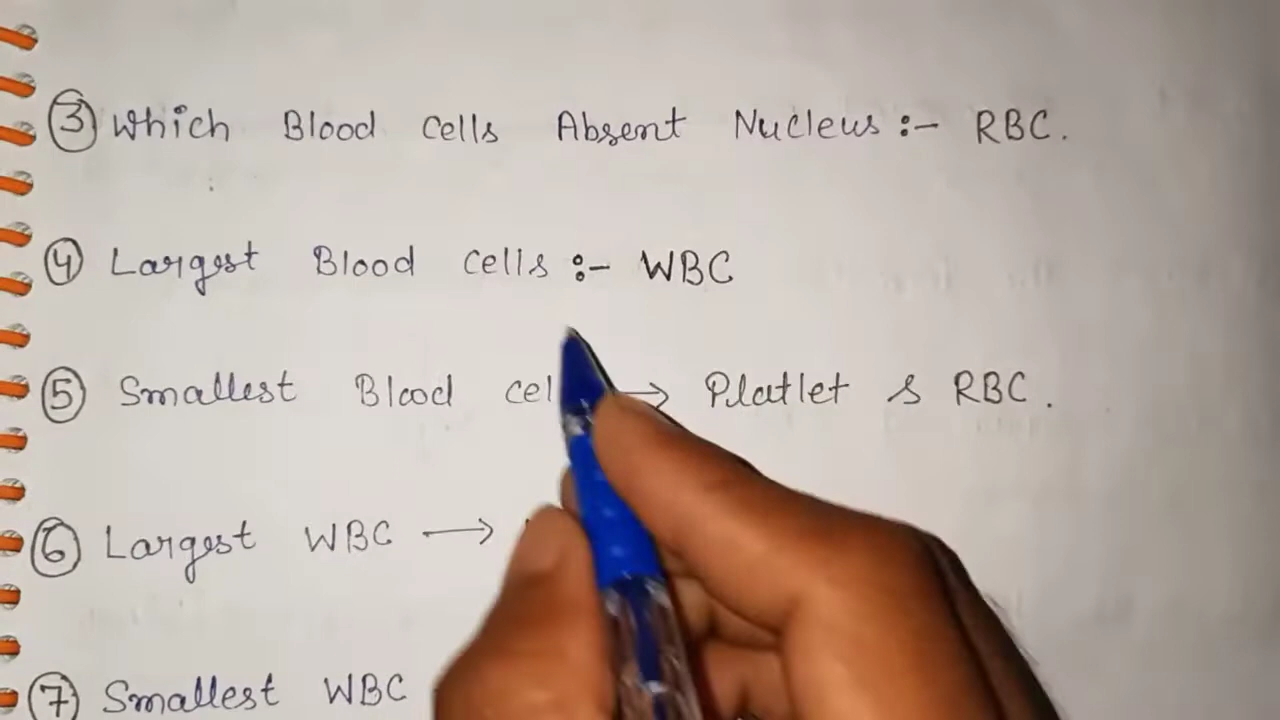 ③ Which Blood Cells Absent Nucleus :- RBC.
④ Largest Blood Cells :- WBC
⑤ Smallest Blood → Platlet & RBC.
⑥ Largest WBC →
⑦ Smallest WBC